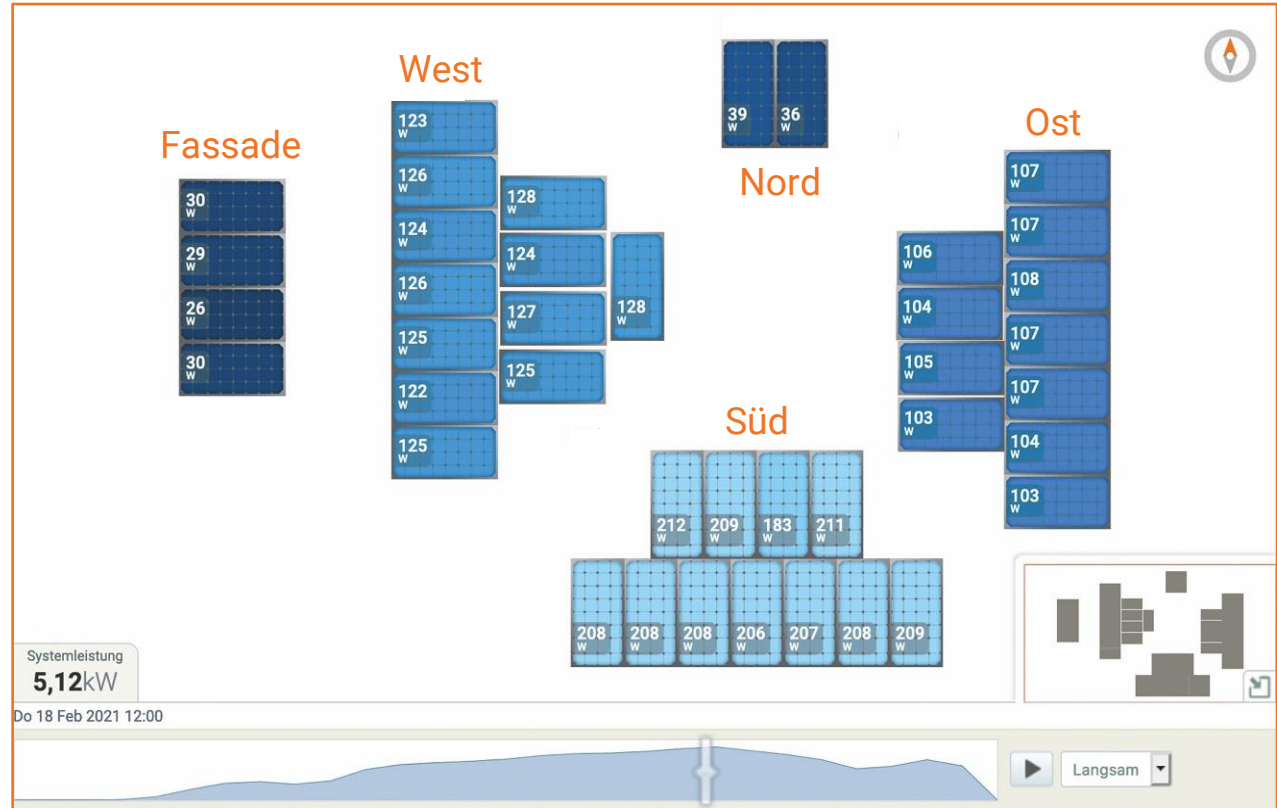 Fassade
30
W
29
W
26
W
30
W
West
123
W
126
W
124
W
126
W
125
W
122
W
125
W
128
W
124
W
127
W
125
W
128
W
39
W
36
W
Nord
Ost
106
W
104
W
105
W
103
W
107
W
107
W
108
W
107
W
107
W
104
W
103
W
Süd
212
W
209
W
183
W
211
W
208
W
208
W
208
W
206
W
207
W
208
W
209
W
Systemleistung
5,12kW
Do 18 Feb 2021 12:00
Langsam